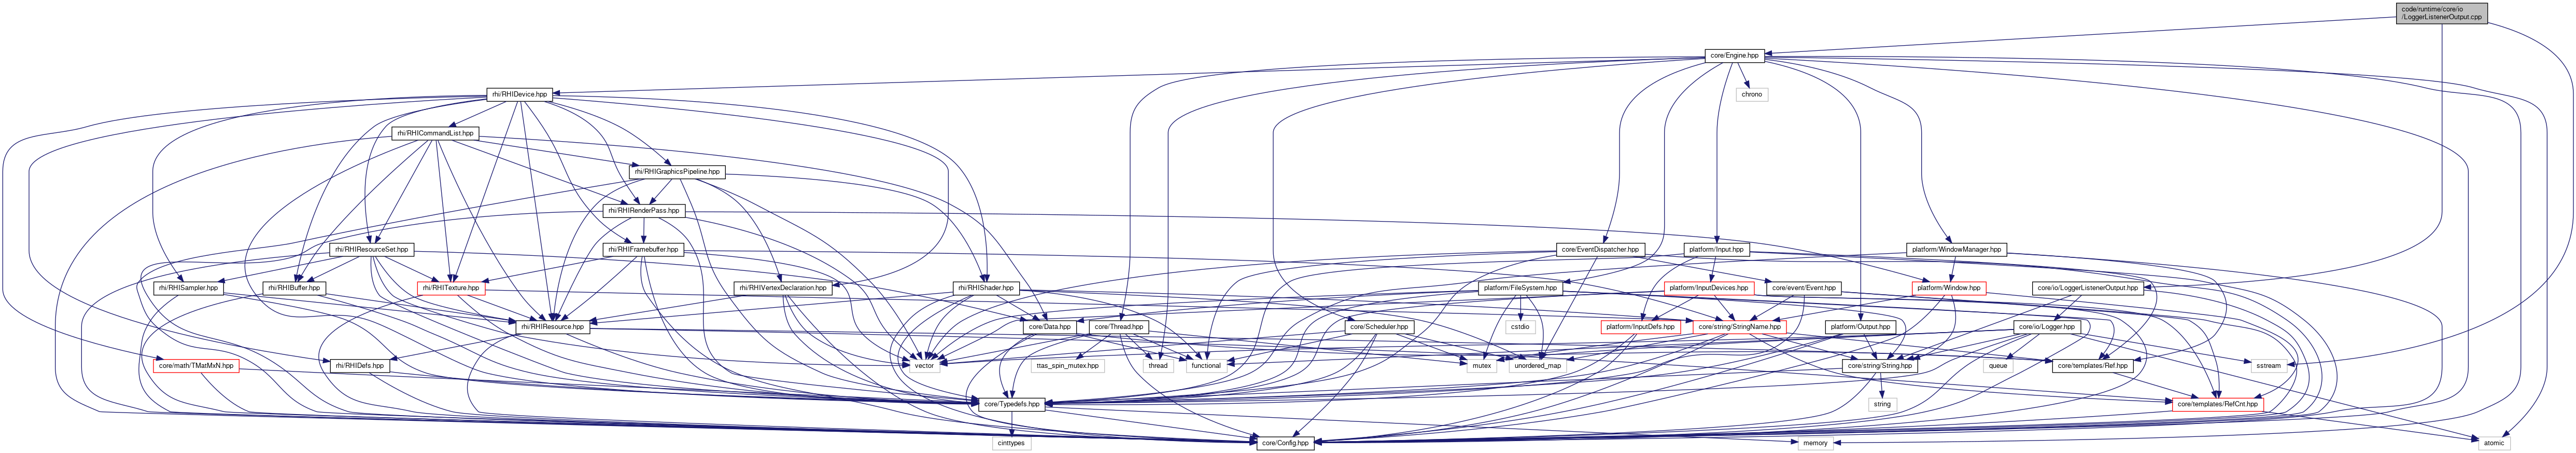 code/runtime/core/io
/LoggerListenerOutput.cpp
core/Engine.hpp
rhi/RHIDevice.hpp
chrono
rhi/RHICommandList.hpp
rhi/RHIGraphicsPipeline.hpp
rhi/RHIRenderPass.hpp
rhi/RHIResourceSet.hpp
rhi/RHIFramebuffer.hpp
core/EventDispatcher.hpp
platform/Input.hpp
platform/WindowManager.hpp
rhi/RHISampler.hpp
rhi/RHIBuffer.hpp
rhi/RHITexture.hpp
rhi/RHIVertexDeclaration.hpp
rhi/RHIShader.hpp
platform/FileSystem.hpp
platform/InputDevices.hpp
core/event/Event.hpp
platform/Window.hpp
core/io/LoggerListenerOutput.hpp
rhi/RHIResource.hpp
core/Data.hpp
core/Thread.hpp
core/Scheduler.hpp
cstdio
platform/InputDefs.hpp
core/string/StringName.hpp
platform/Output.hpp
core/io/Logger.hpp
core/math/TMatMxN.hpp
rhi/RHIDefs.hpp
vector
ttas_spin_mutex.hpp
thread
functional
mutex
unordered_map
core/string/String.hpp
queue
core/templates/Ref.hpp
sstream
core/Typedefs.hpp
string
core/templates/RefCnt.hpp
cinttypes
core/Config.hpp
memory
atomic